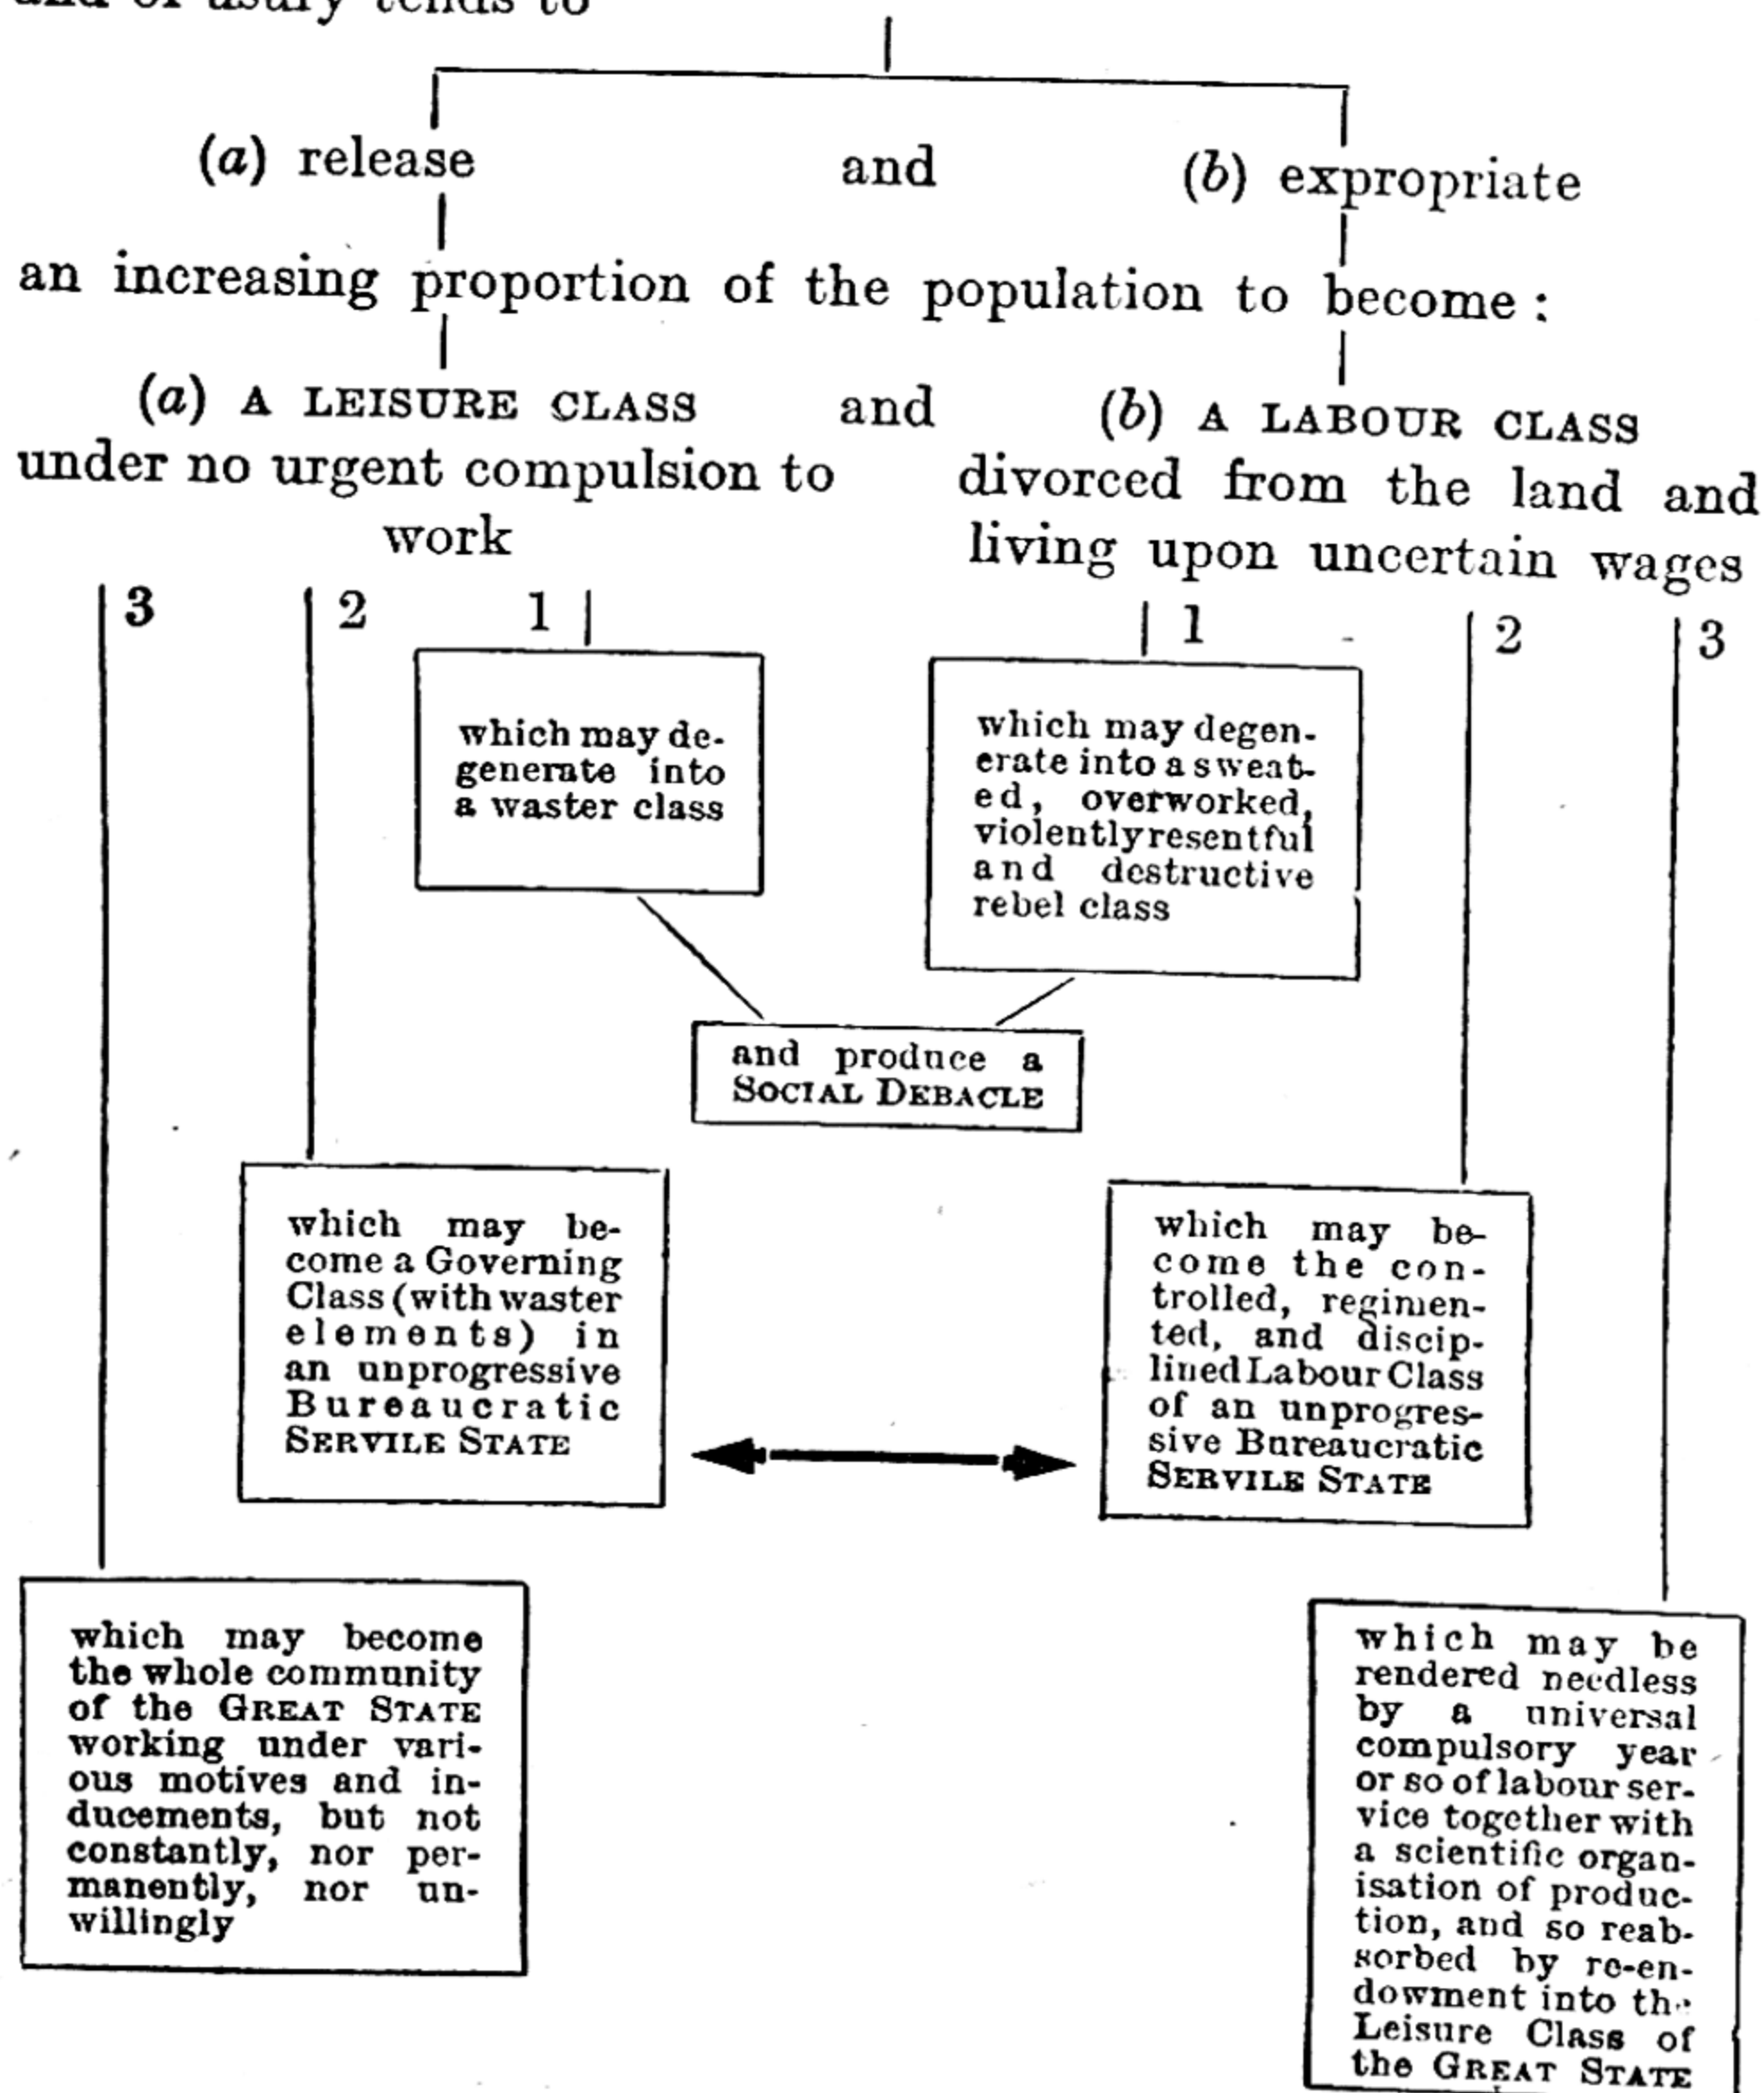 and of usury tends to
(a) release and (b) expropriate
an increasing proportion of the population to become :
(a) A LEISURE CLASS and (b) A LABOUR CLASS
under no urgent compulsion to
work
divorced from the land and
living upon uncertain wages
3 2 1 1 2 3
which may de-
generate into
a waster class
which may degen-
erate into a sweat-
ed, overworked,
violently resentful
and destructive
rebel class
and produce a
SOCIAL DEBACLE
which may be-
come a Governing
Class (with waster
elements) in
an unprogressive
Bureaucratic
SERVILE STATE
which may be-
come the con-
trolled, regimen-
ted, and discip-
lined Labour Class
of an unprogres-
sive Bureaucratic
SERVILE STATE
which may become
the whole community
of the GREAT STATE
working under vari-
ous motives and in-
ducements, but not
constantly, nor per-
manently, nor un-
willingly
which may be
rendered needless
by a universal
compulsory year
or so of labour ser-
vice together with
a scientific organ-
isation of produc-
tion, and so reab-
sorbed by re-en-
dowment into the
Leisure Class of
the GREAT STATE